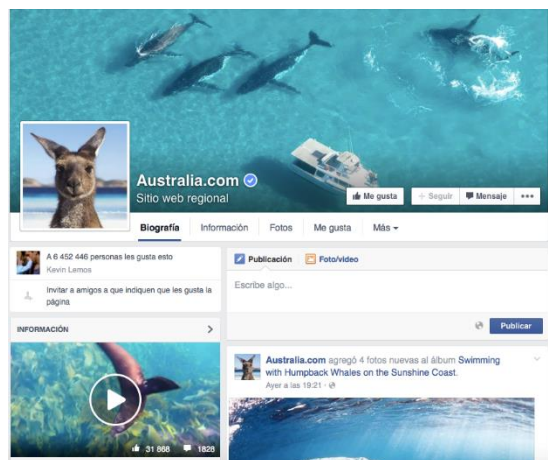 Australia.com
Sitio web regional
Me gusta
+ Seguir
Mensaje
Biografía
Información
Fotos
Me gusta
Más
A 6 452 446 personas les gusta esto
Kevin Lemos
Invitar a amigos a que indiquen que les gusta la
página
INFORMACIÓN
31 868
1828
Publicación
Foto/video
Escribe algo...
Publicar
Australia.com agregó 4 fotos nuevas al álbum Swimming
with Humpback Whales on the Sunshine Coast.
Ayer a las 19:21 ·